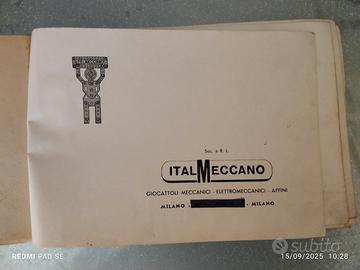 Soc. a R. L.
ITALMECCANO
GIOCATTOLI MECCANICI - ELETTROMECCANICI - AFFINI
MILANO - - MILANO
REDMI PAD SE
15/09/2025 10:28
subito